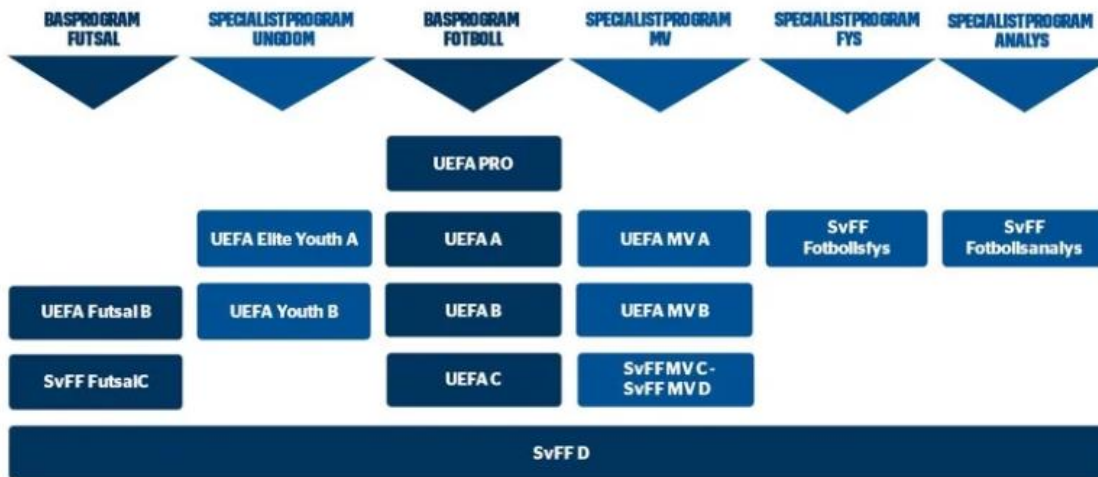 BASPROGRAM
FUTSAL
SPECIALISTPROGRAM
UNGDOM
BASPROGRAM
FOTBOLL
SPECIALISTPROGRAM
MV
SPECIALISTPROGRAM
FYS
SPECIALISTPROGRAM
ANALYS
UEFA PRO
UEFA Elite Youth A
UEFA A
UEFA MV A
SvFF
Fotbollsfys
SvFF
Fotbollsanalys
UEFA Futsal B
UEFA Youth B
UEFA B
UEFA MV B
SvFF FutsalC
UEFA C
SvFF MV C -
SvFF MV D
SvFF D